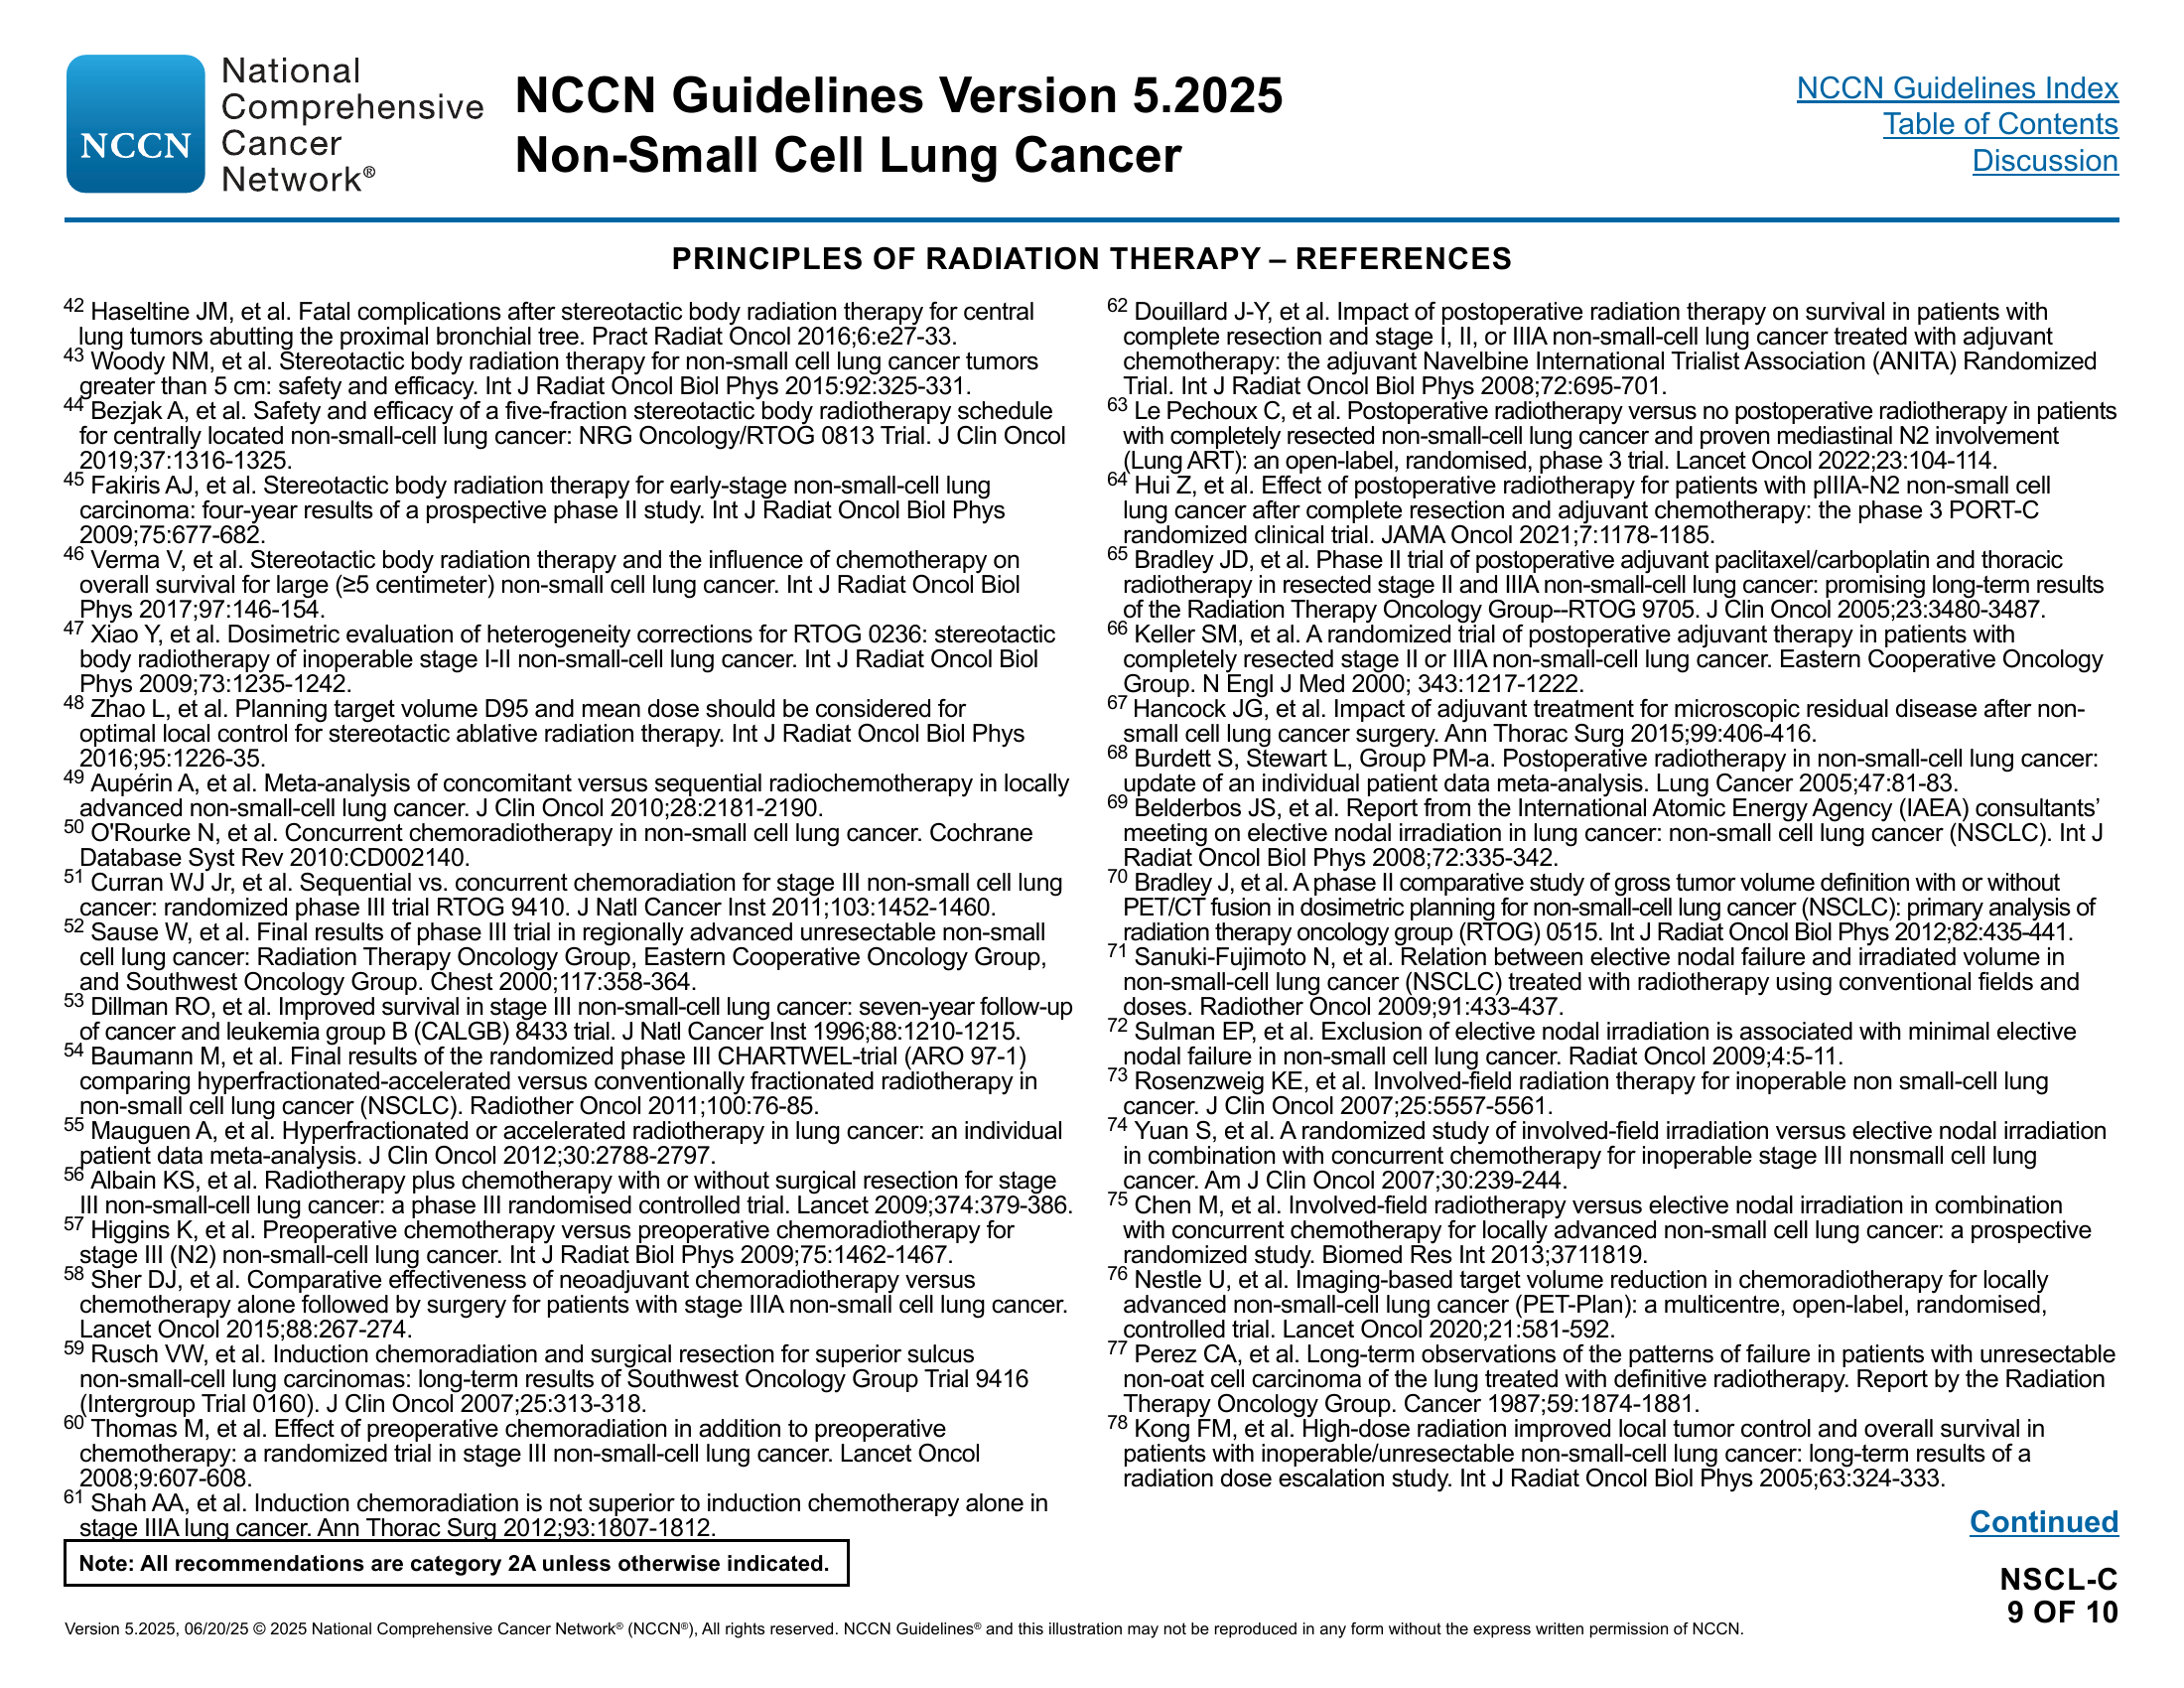 National
Comprehensive
Cancer
Network®
NCCN
NCCN Guidelines Version 5.2025
Non-Small Cell Lung Cancer
NCCN Guidelines Index
Table of Contents
Discussion
PRINCIPLES OF RADIATION THERAPY – REFERENCES
42 Haseltine JM, et al. Fatal complications after stereotactic body radiation therapy for central
lung tumors abutting the proximal bronchial tree. Pract Radiat Oncol 2016;6:e27-33.
43 Woody NM, et al. Stereotactic body radiation therapy for non-small cell lung cancer tumors
greater than 5 cm: safety and efficacy. Int J Radiat Oncol Biol Phys 2015:92:325-331.
44 Bezjak A, et al. Safety and efficacy of a five-fraction stereotactic body radiotherapy schedule
for centrally located non-small-cell lung cancer: NRG Oncology/RTOG 0813 Trial. J Clin Oncol
2019;37:1316-1325.
45 Fakiris AJ, et al. Stereotactic body radiation therapy for early-stage non-small-cell lung
carcinoma: four-year results of a prospective phase II study. Int J Radiat Oncol Biol Phys
2009;75:677-682.
46 Verma V, et al. Stereotactic body radiation therapy and the influence of chemotherapy on
overall survival for large (≥5 centimeter) non-small cell lung cancer. Int J Radiat Oncol Biol
Phys 2017;97:146-154.
47 Xiao Y, et al. Dosimetric evaluation of heterogeneity corrections for RTOG 0236: stereotactic
body radiotherapy of inoperable stage I-II non-small-cell lung cancer. Int J Radiat Oncol Biol
Phys 2009;73:1235-1242.
48 Zhao L, et al. Planning target volume D95 and mean dose should be considered for
optimal local control for stereotactic ablative radiation therapy. Int J Radiat Oncol Biol Phys
2016;95:1226-35.
49 Aupérin A, et al. Meta-analysis of concomitant versus sequential radiochemotherapy in locally
advanced non-small-cell lung cancer. J Clin Oncol 2010;28:2181-2190.
50 O'Rourke N, et al. Concurrent chemoradiotherapy in non-small cell lung cancer. Cochrane
Database Syst Rev 2010:CD002140.
51 Curran WJ Jr, et al. Sequential vs. concurrent chemoradiation for stage III non-small cell lung
cancer: randomized phase III trial RTOG 9410. J Natl Cancer Inst 2011;103:1452-1460.
52 Sause W, et al. Final results of phase III trial in regionally advanced unresectable non-small
cell lung cancer: Radiation Therapy Oncology Group, Eastern Cooperative Oncology Group,
and Southwest Oncology Group. Chest 2000;117:358-364.
53 Dillman RO, et al. Improved survival in stage III non-small-cell lung cancer: seven-year follow-up
of cancer and leukemia group B (CALGB) 8433 trial. J Natl Cancer Inst 1996;88:1210-1215.
54 Baumann M, et al. Final results of the randomized phase III CHARTWEL-trial (ARO 97-1)
comparing hyperfractionated-accelerated versus conventionally fractionated radiotherapy in
non-small cell lung cancer (NSCLC). Radiother Oncol 2011;100:76-85.
55 Mauguen A, et al. Hyperfractionated or accelerated radiotherapy in lung cancer: an individual
patient data meta-analysis. J Clin Oncol 2012;30:2788-2797.
56 Albain KS, et al. Radiotherapy plus chemotherapy with or without surgical resection for stage
III non-small-cell lung cancer: a phase III randomised controlled trial. Lancet 2009;374:379-386.
57 Higgins K, et al. Preoperative chemotherapy versus preoperative chemoradiotherapy for
stage III (N2) non-small-cell lung cancer. Int J Radiat Biol Phys 2009;75:1462-1467.
58 Sher DJ, et al. Comparative effectiveness of neoadjuvant chemoradiotherapy versus
chemotherapy alone followed by surgery for patients with stage IIIA non-small cell lung cancer.
Lancet Oncol 2015;88:267-274.
59 Rusch VW, et al. Induction chemoradiation and surgical resection for superior sulcus
non-small-cell lung carcinomas: long-term results of Southwest Oncology Group Trial 9416
(Intergroup Trial 0160). J Clin Oncol 2007;25:313-318.
60 Thomas M, et al. Effect of preoperative chemoradiation in addition to preoperative
chemotherapy: a randomized trial in stage III non-small-cell lung cancer. Lancet Oncol
2008;9:607-608.
61 Shah AA, et al. Induction chemoradiation is not superior to induction chemotherapy alone in
stage IIIA lung cancer. Ann Thorac Surg 2012;93:1807-1812.
62 Douillard J-Y, et al. Impact of postoperative radiation therapy on survival in patients with
complete resection and stage I, II, or IIIA non-small-cell lung cancer treated with adjuvant
chemotherapy: the adjuvant Navelbine International Trialist Association (ANITA) Randomized
Trial. Int J Radiat Oncol Biol Phys 2008;72:695-701.
63 Le Pechoux C, et al. Postoperative radiotherapy versus no postoperative radiotherapy in patients
with completely resected non-small-cell lung cancer and proven mediastinal N2 involvement
(Lung ART): an open-label, randomised, phase 3 trial. Lancet Oncol 2022;23:104-114.
64 Hui Z, et al. Effect of postoperative radiotherapy for patients with pIIIA-N2 non-small cell
lung cancer after complete resection and adjuvant chemotherapy: the phase 3 PORT-C
randomized clinical trial. JAMA Oncol 2021;7:1178-1185.
65 Bradley JD, et al. Phase II trial of postoperative adjuvant paclitaxel/carboplatin and thoracic
radiotherapy in resected stage II and IIIA non-small-cell lung cancer: promising long-term results
of the Radiation Therapy Oncology Group--RTOG 9705. J Clin Oncol 2005;23:3480-3487.
66 Keller SM, et al. A randomized trial of postoperative adjuvant therapy in patients with
completely resected stage II or IIIA non-small-cell lung cancer. Eastern Cooperative Oncology
Group. N Engl J Med 2000; 343:1217-1222.
67 Hancock JG, et al. Impact of adjuvant treatment for microscopic residual disease after non-
small cell lung cancer surgery. Ann Thorac Surg 2015;99:406-416.
68 Burdett S, Stewart L, Group PM-a. Postoperative radiotherapy in non-small-cell lung cancer:
update of an individual patient data meta-analysis. Lung Cancer 2005;47:81-83.
69 Belderbos JS, et al. Report from the International Atomic Energy Agency (IAEA) consultants’
meeting on elective nodal irradiation in lung cancer: non-small cell lung cancer (NSCLC). Int J
Radiat Oncol Biol Phys 2008;72:335-342.
70 Bradley J, et al. A phase II comparative study of gross tumor volume definition with or without
PET/CT fusion in dosimetric planning for non-small-cell lung cancer (NSCLC): primary analysis of
radiation therapy oncology group (RTOG) 0515. Int J Radiat Oncol Biol Phys 2012;82:435-441.
71 Sanuki-Fujimoto N, et al. Relation between elective nodal failure and irradiated volume in
non-small-cell lung cancer (NSCLC) treated with radiotherapy using conventional fields and
doses. Radiother Oncol 2009;91:433-437.
72 Sulman EP, et al. Exclusion of elective nodal irradiation is associated with minimal elective
nodal failure in non-small cell lung cancer. Radiat Oncol 2009;4:5-11.
73 Rosenzweig KE, et al. Involved-field radiation therapy for inoperable non small-cell lung
cancer. J Clin Oncol 2007;25:5557-5561.
74 Yuan S, et al. A randomized study of involved-field irradiation versus elective nodal irradiation
in combination with concurrent chemotherapy for inoperable stage III nonsmall cell lung
cancer. Am J Clin Oncol 2007;30:239-244.
75 Chen M, et al. Involved-field radiotherapy versus elective nodal irradiation in combination
with concurrent chemotherapy for locally advanced non-small cell lung cancer: a prospective
randomized study. Biomed Res Int 2013;3711819.
76 Nestle U, et al. Imaging-based target volume reduction in chemoradiotherapy for locally
advanced non-small-cell lung cancer (PET-Plan): a multicentre, open-label, randomised,
controlled trial. Lancet Oncol 2020;21:581-592.
77 Perez CA, et al. Long-term observations of the patterns of failure in patients with unresectable
non-oat cell carcinoma of the lung treated with definitive radiotherapy. Report by the Radiation
Therapy Oncology Group. Cancer 1987;59:1874-1881.
78 Kong FM, et al. High-dose radiation improved local tumor control and overall survival in
patients with inoperable/unresectable non-small-cell lung cancer: long-term results of a
radiation dose escalation study. Int J Radiat Oncol Biol Phys 2005;63:324-333.
Continued
Note: All recommendations are category 2A unless otherwise indicated.
NSCL-C
9 OF 10
Version 5.2025, 06/20/25 © 2025 National Comprehensive Cancer Network® (NCCN®), All rights reserved. NCCN Guidelines® and this illustration may not be reproduced in any form without the express written permission of NCCN.